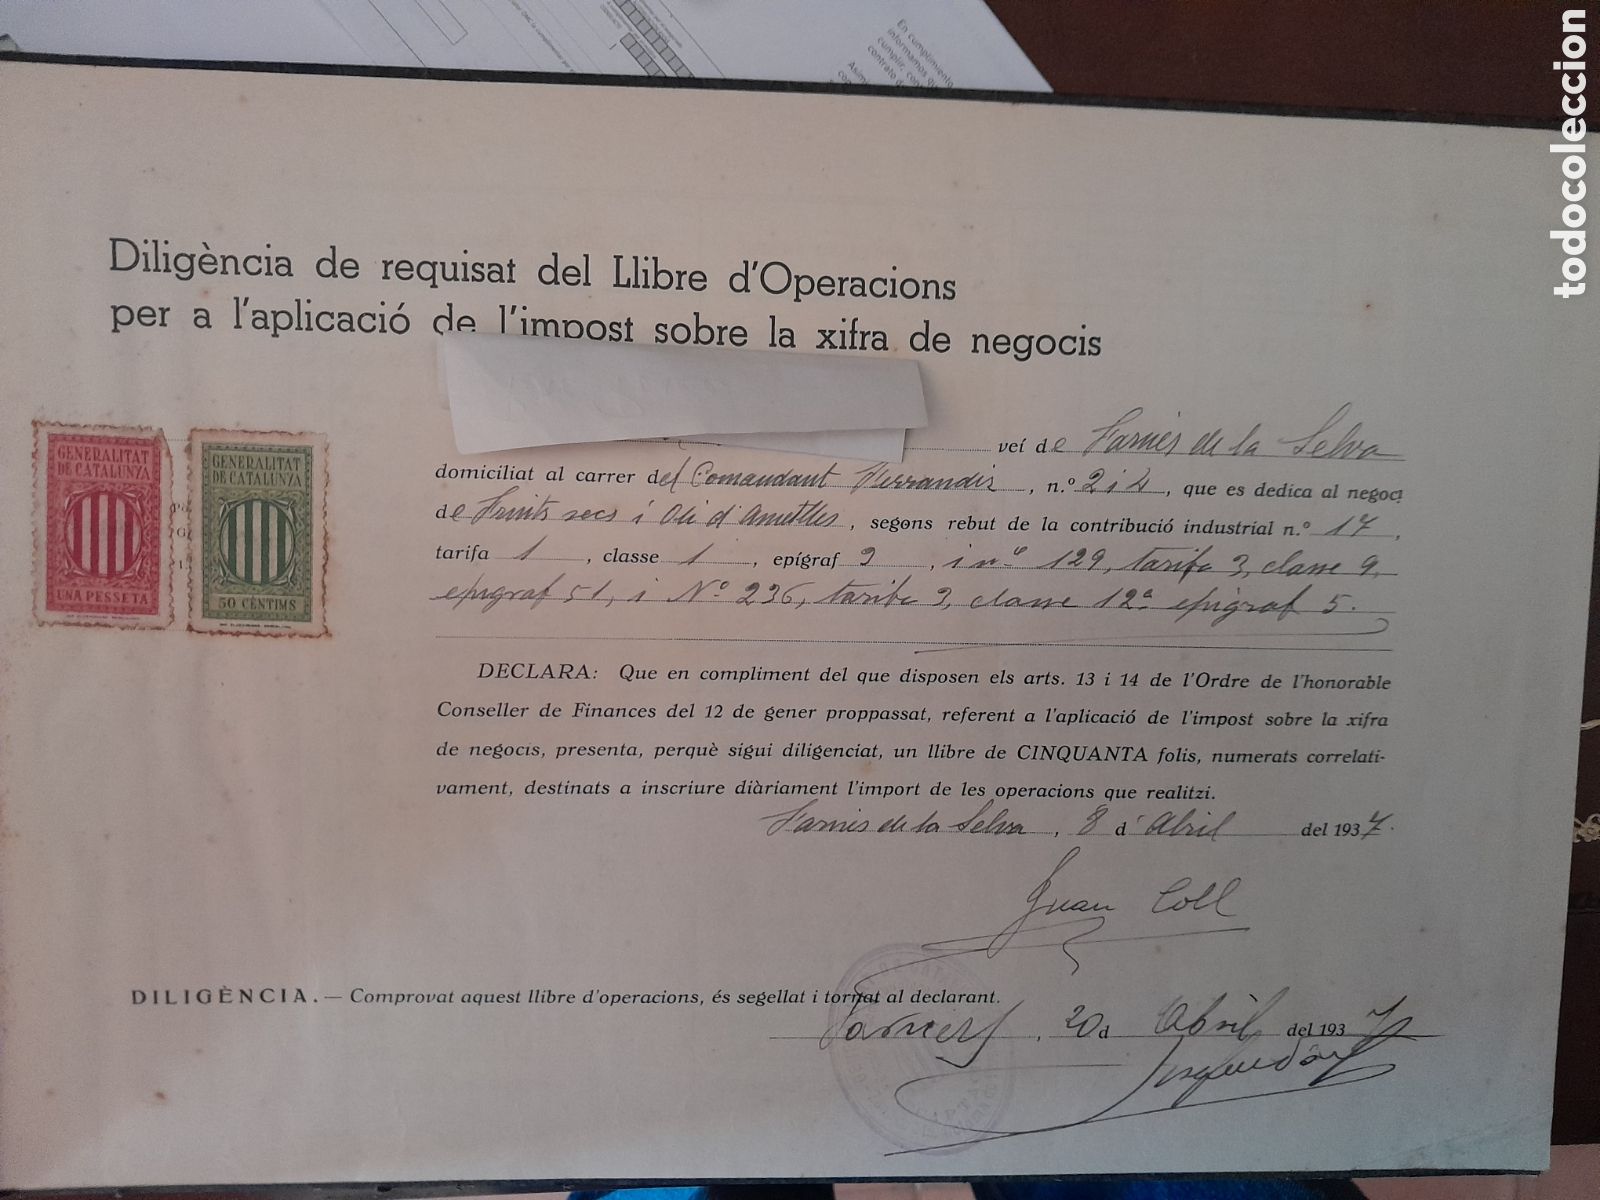 En cumplimiento
informamos que
todocoleccion
Diligència de requisat del Llibre d'Operacions
per a l'aplicació de l'impost sobre la xifra de negocis
GENERALITAT
DE CATALUNYA
UNA PESSETA
GENERALITAT
DE CATALUNYA
50 CÈNTIMS
veí de Farnés de la Selva
domiciliat al carrer del Comandant Ferrandiz, n.º 2 i 4, que es dedica al negoci
de Fruits secs i Oli d'Ametlles, segons rebut de la contribució industrial n.º 17,
tarifa 1, classe 1, epígraf 9, i nº 129, tarifa 3, classe 9,
epígraf 51, i Nº 236, tarifa 3, classe 12ª epígraf 5.
DECLARA: Que en compliment del que disposen els arts. 13 i 14 de l'Ordre de l'honorable
Conseller de Finances del 12 de gener proppassat, referent a l'aplicació de l'impost sobre la xifra
de negocis, presenta, perquè sigui diligenciat, un llibre de CINQUANTA folis, numerats correlati-
vament, destinats a inscriure diàriament l'import de les operacions que realitzi.
Farnés de la Selva, 8 d'Abril del 1937.
Juan Coll
DILIGÈNCIA.— Comprovat aquest llibre d'operacions, és segellat i tornat al declarant.
Farners, 20 d Abril del 1937